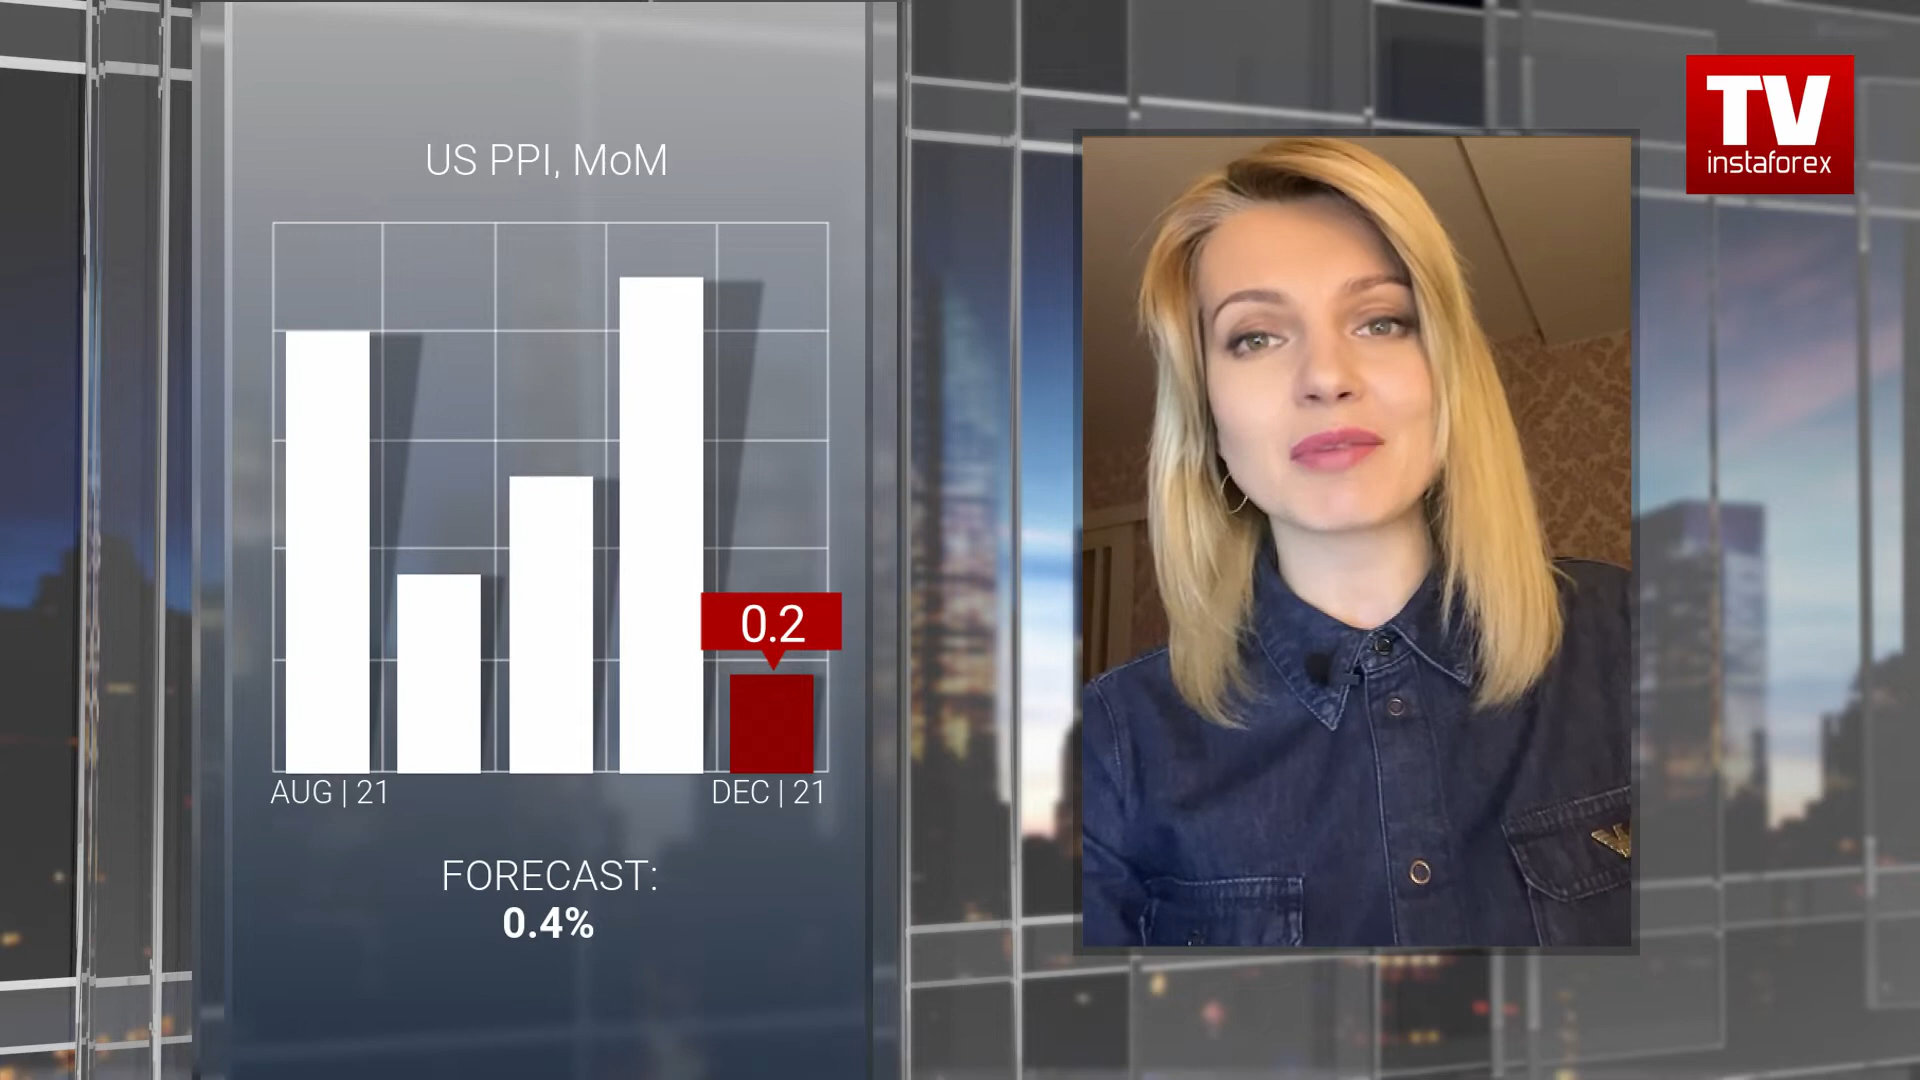 US PPI, MoM
0.2
AUG | 21
DEC | 21
FORECAST:
0.4%
TV
instaforex